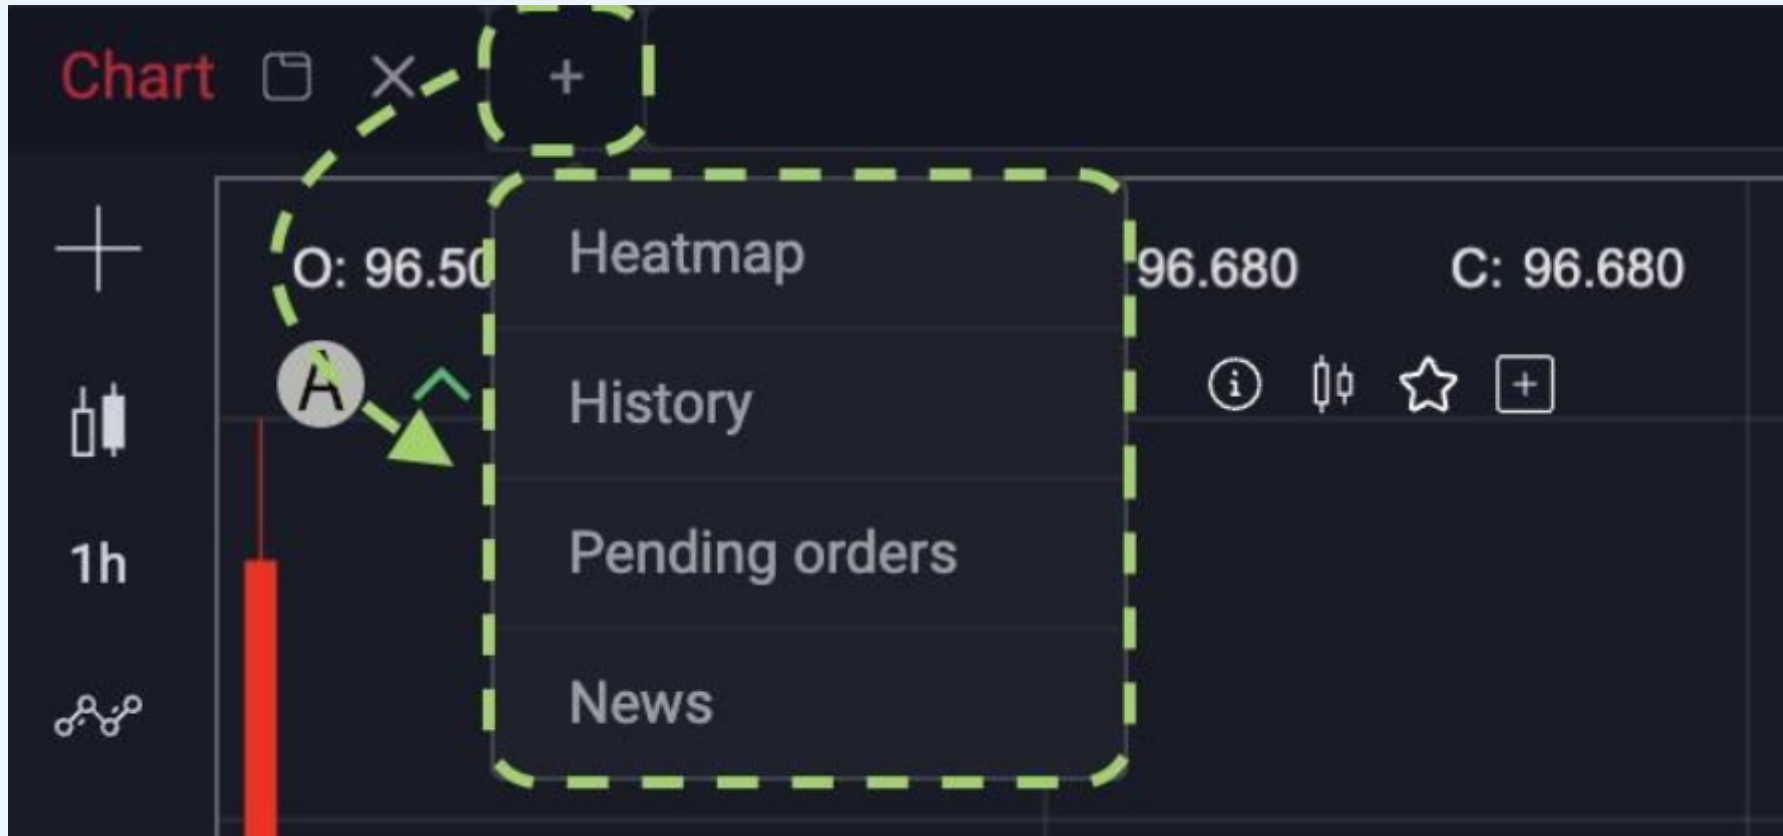 Chart
+
Heatmap
O: 96.50
96.680
C: 96.680
A
History
Pending orders
1h
News